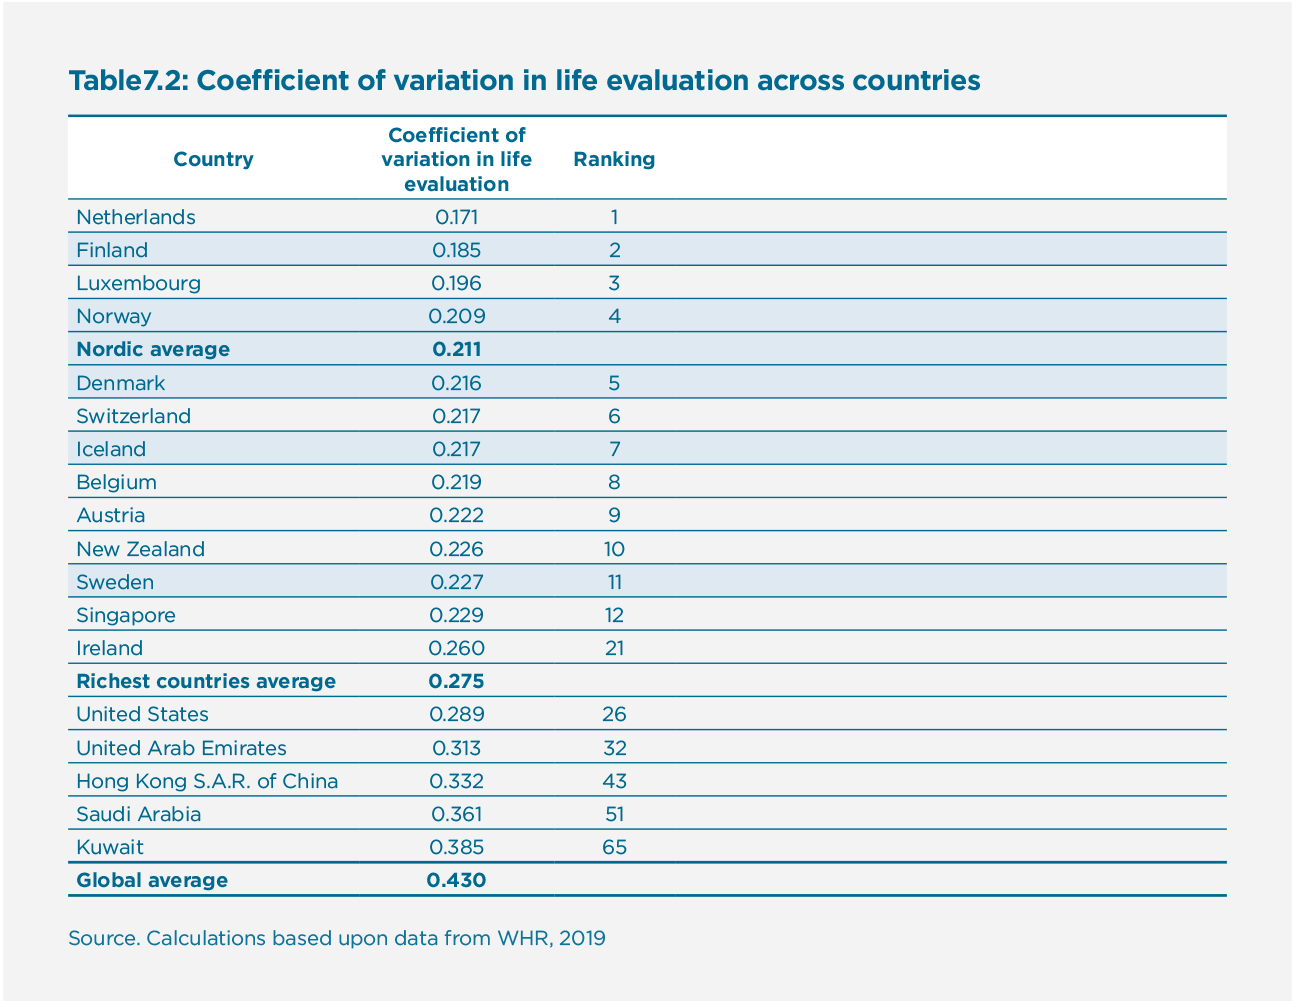 Table7.2: Coefficient of variation in life evaluation across countries
Country Coefficient of variation in life evaluation Ranking
Netherlands 0.171 1
Finland 0.185 2
Luxembourg 0.196 3
Norway 0.209 4
Nordic average 0.211
Denmark 0.216 5
Switzerland 0.217 6
Iceland 0.217 7
Belgium 0.219 8
Austria 0.222 9
New Zealand 0.226 10
Sweden 0.227 11
Singapore 0.229 12
Ireland 0.260 21
Richest countries average 0.275
United States 0.289 26
United Arab Emirates 0.313 32
Hong Kong S.A.R. of China 0.332 43
Saudi Arabia 0.361 51
Kuwait 0.385 65
Global average 0.430
Source. Calculations based upon data from WHR, 2019